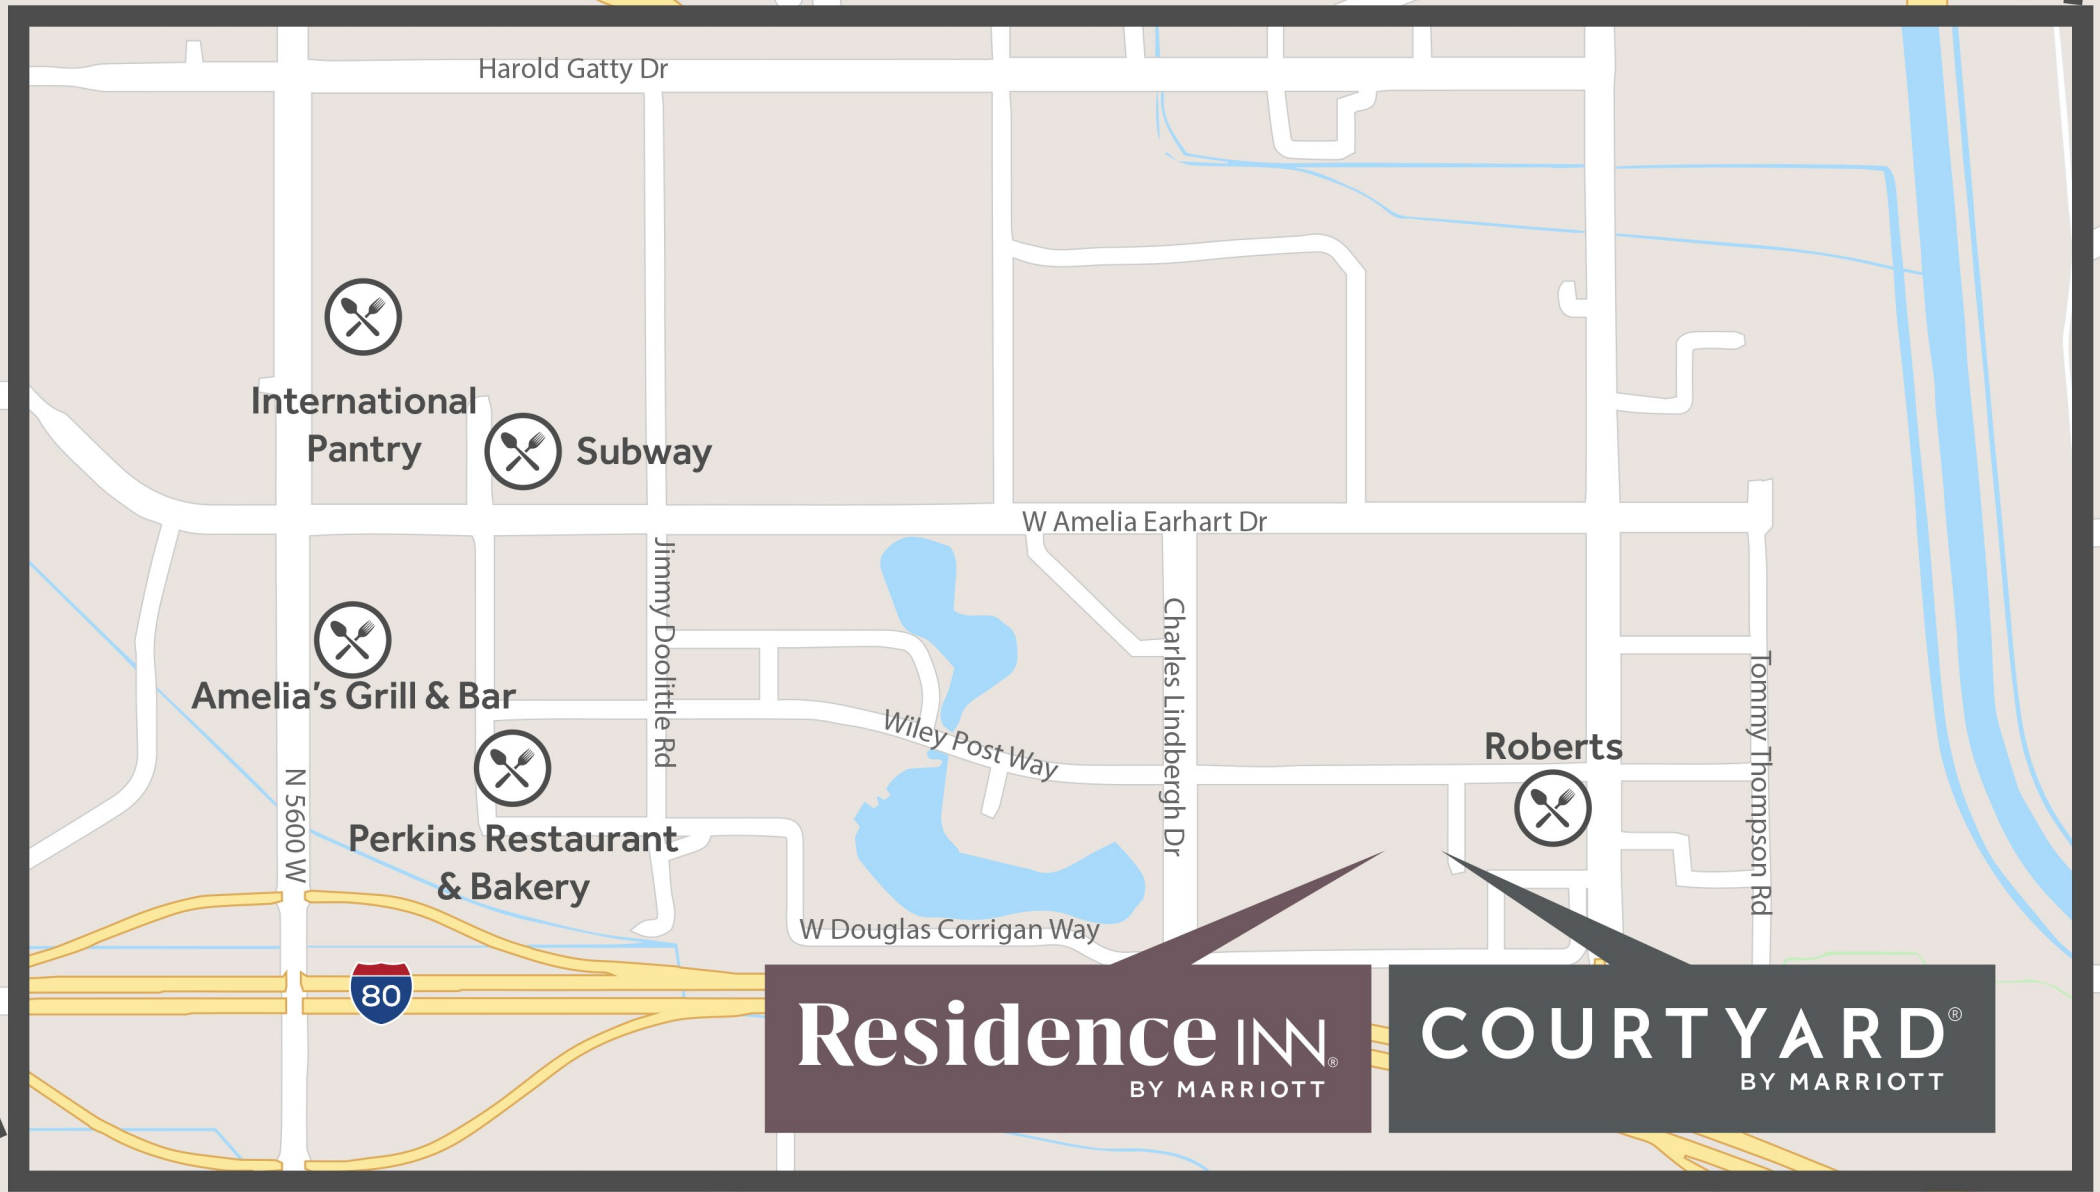 Harold Gatty Dr
International
Pantry
Subway
W Amelia Earhart Dr
Jimmy Doolittle Rd
Charles Lindbergh Dr
Amelia's Grill & Bar
Tommy Thompson Rd
Wiley Post Way
Roberts
N 5600 W
Perkins Restaurant
& Bakery
W Douglas Corrigan Way
80
Residence INN®
BY MARRIOTT
COURTYARD®
BY MARRIOTT